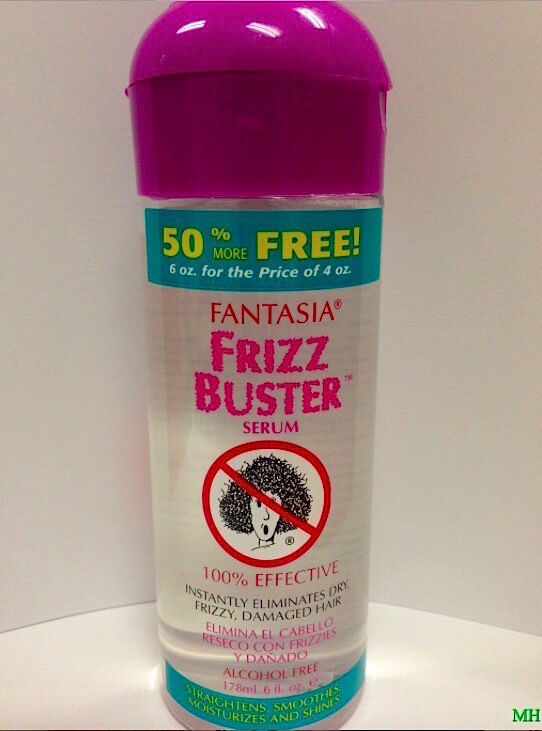 50 % MORE FREE!
6 oz. for the Price of 4 oz.
FANTASIA®
FRIZZ
BUSTER™
SERUM
®
100% EFFECTIVE
INSTANTLY ELIMINATES DRY,
FRIZZY, DAMAGED HAIR
ELIMINA EL CABELLO
RESECO CON FRIZZIES
Y DAÑADO
ALCOHOL FREE
178ml 6 fl. oz. e
STRAIGHTENS, SMOOTHES,
MOISTURIZES AND SHINES
MH